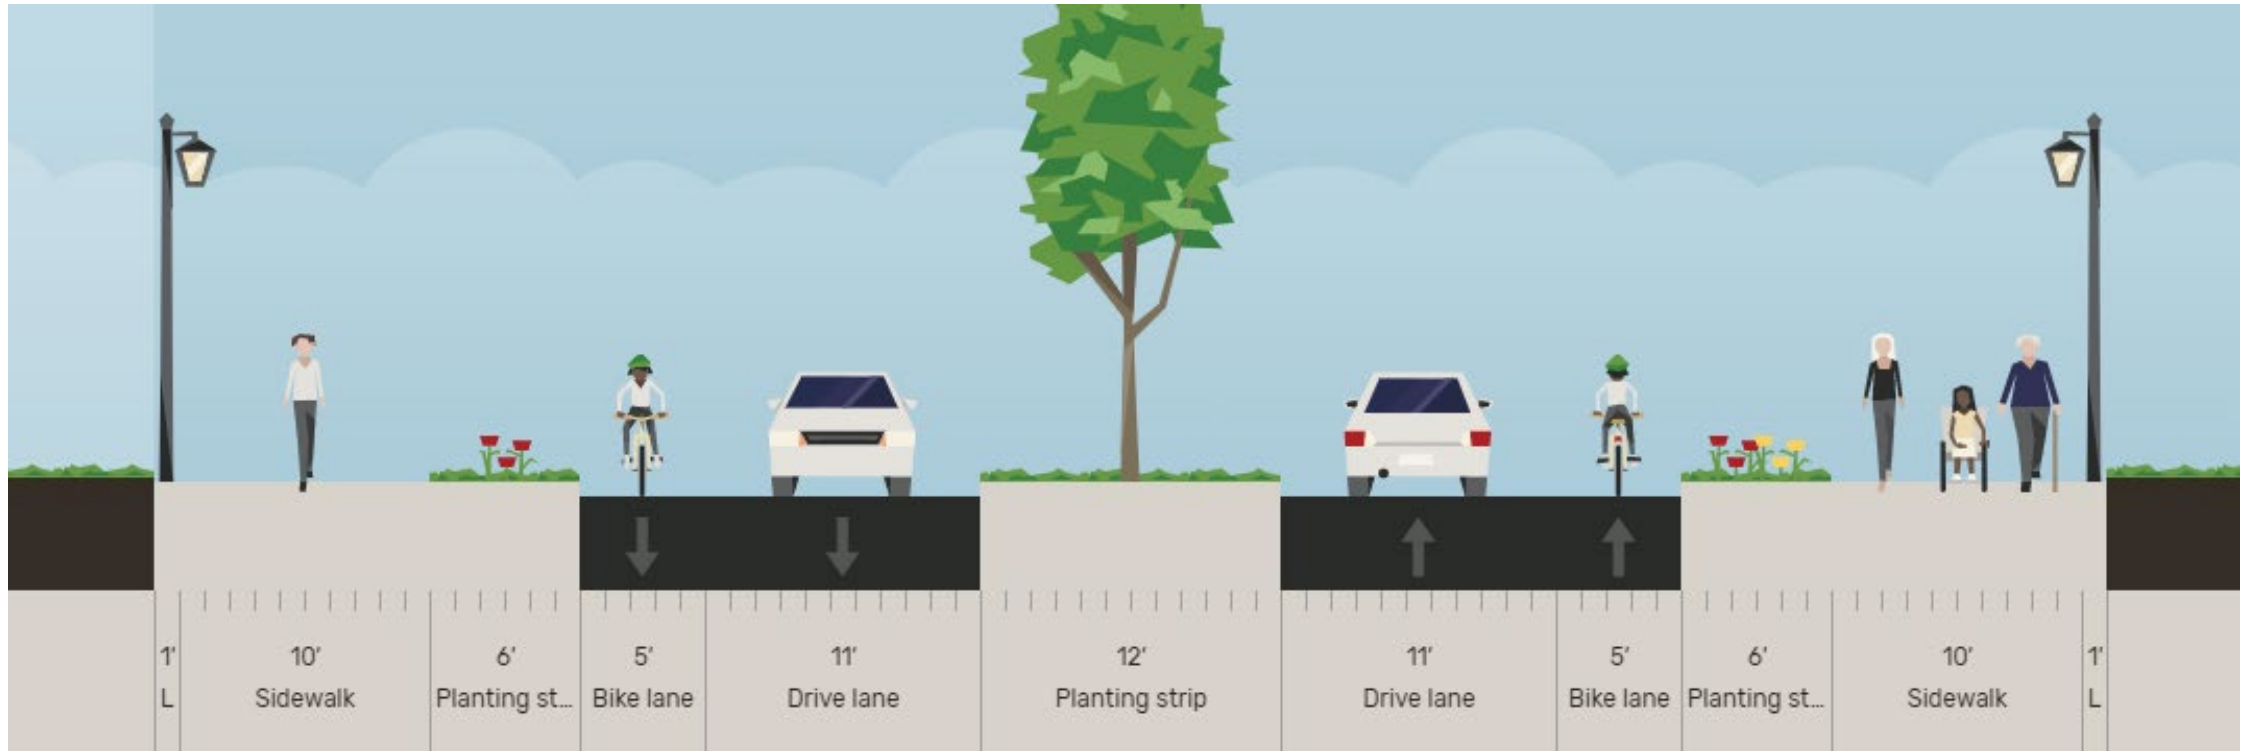 1' 10' 6' 5' 11' 12' 11' 5' 6' 10' 1'
L Sidewalk Planting st... Bike lane Drive lane Planting strip Drive lane Bike lane Planting st... Sidewalk L